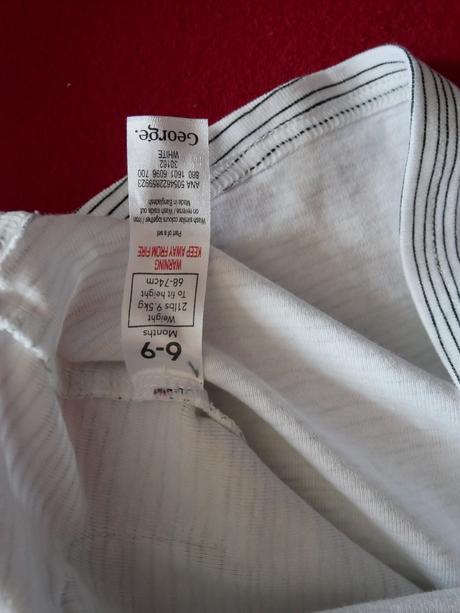 6-9
Months
Weight
21lbs 9.5kg
To fit height
68-74cm
WARNING
KEEP AWAY FROM FIRE
Part of a set
Wash similar colours together / Iron
on reverse / Wash inside out
Made in Bangladesh
ANA 5054622859923
880 1601 6098 700
30162
WHITE
George.